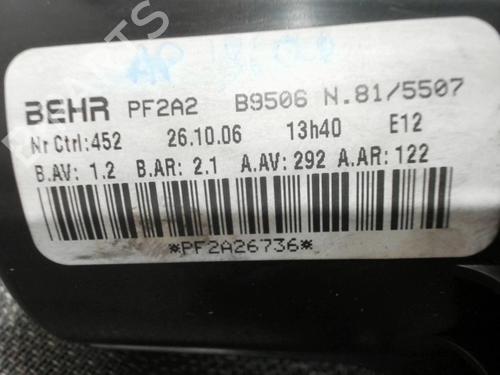 BEHR PF2A2 B9506 N.81/5507
Nr Ctrl:452 26.10.06 13h40 E12
B.AV: 1.2 B.AR: 2.1 A.AV:292 A.AR:122
*PF2A26736*